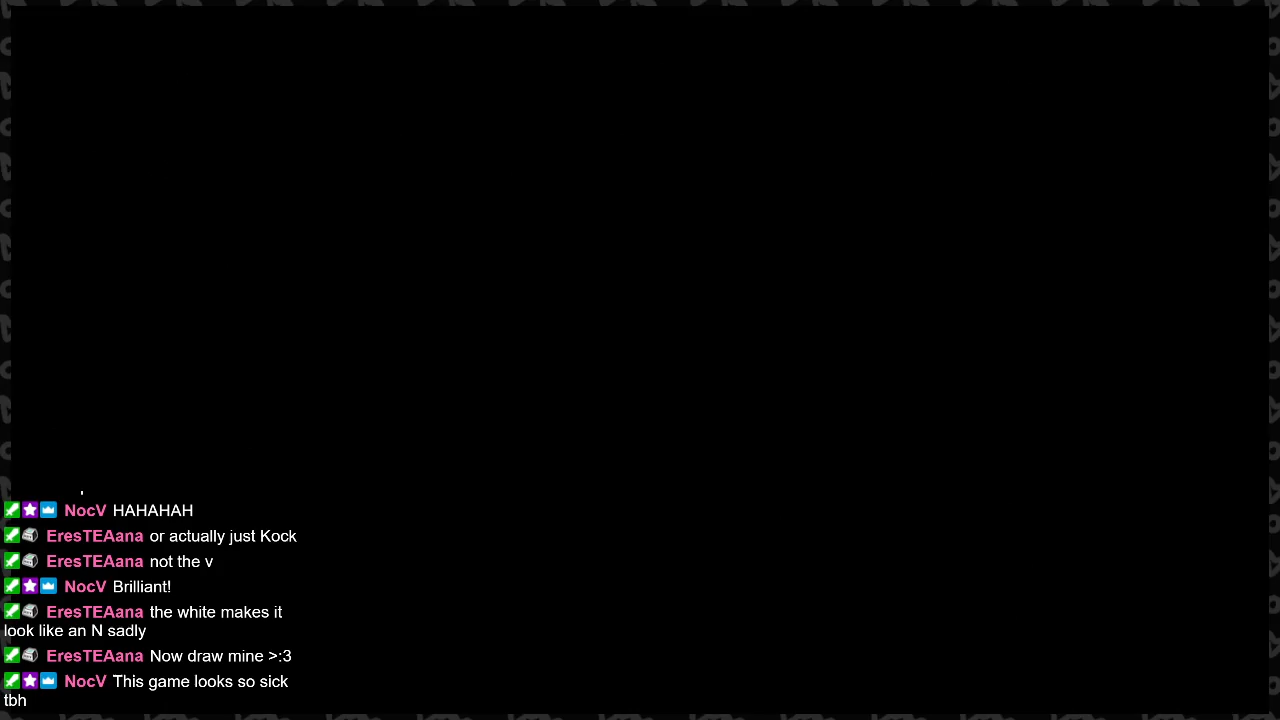 NocV HAHAHAH
EresTEAana or actually just Kock
EresTEAana not the v
NocV Brilliant!
EresTEAana the white makes it
look like an N sadly
EresTEAana Now draw mine >:3
NocV This game looks so sick
tbh